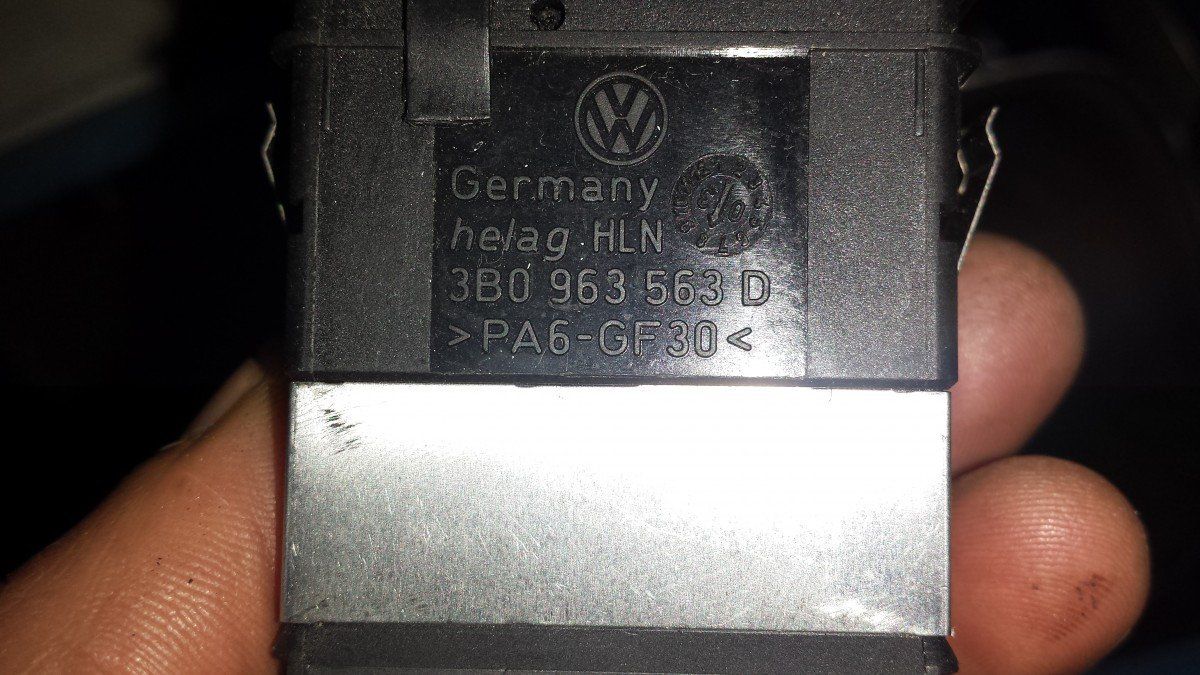 Germany
helag HLN
3B0 963 563 D
>PA6-GF30<